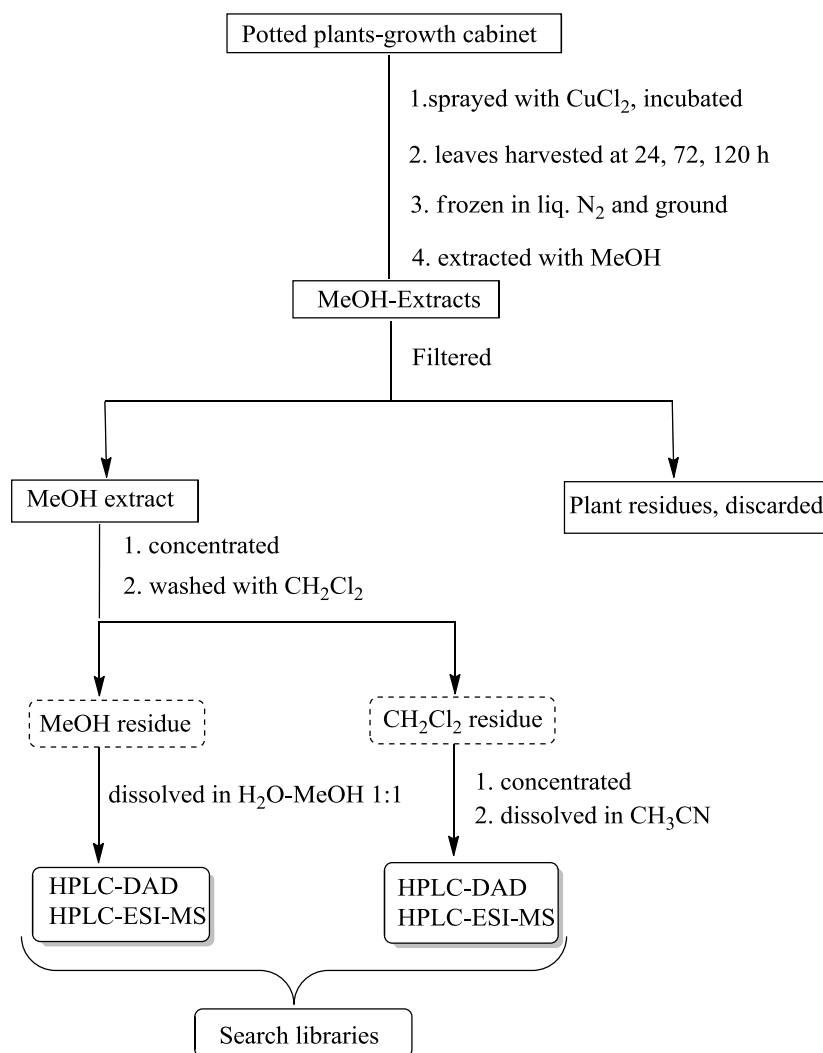 Potted plants-growth cabinet
1.sprayed with CuCl₂, incubated
2. leaves harvested at 24, 72, 120 h
3. frozen in liq. N₂ and ground
4. extracted with MeOH
MeOH-Extracts
Filtered
MeOH extract
Plant residues, discarded
1. concentrated
2. washed with CH₂Cl₂
MeOH residue
CH₂Cl₂ residue
dissolved in H₂O-MeOH 1:1
1. concentrated
2. dissolved in CH₃CN
HPLC-DAD
HPLC-ESI-MS
HPLC-DAD
HPLC-ESI-MS
Search libraries